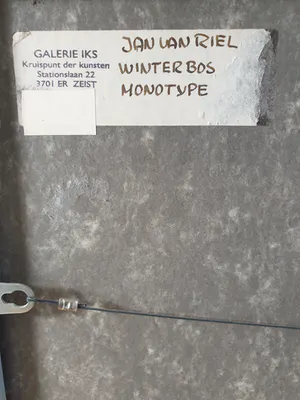 GALERIE IKS
Kruispunt der kunsten
Stationslaan 22
3701 ER ZEIST
JAN VAN RIEL
WINTERBOS
MONOTYPE